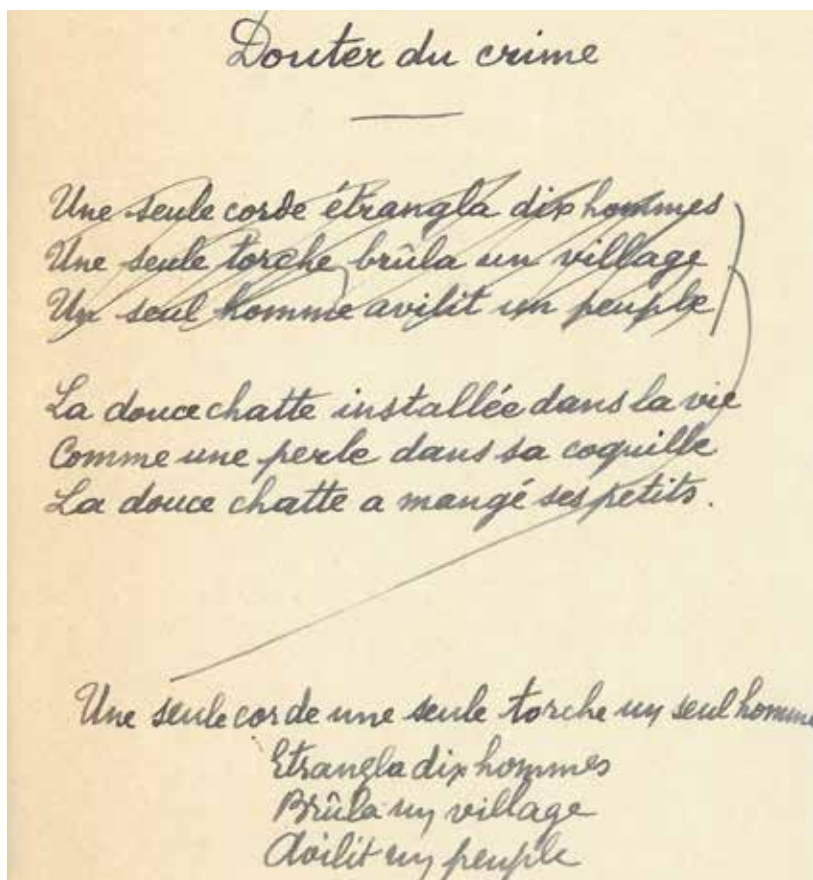 Douter du crime
Une seule corde étrangla dix hommes
Une seule torche brûla un village
Un seul homme avilit un peuple
La douce chatte installée dans la vie
Comme une perle dans sa coquille
La douce chatte a mangé ses petits.
Une seule corde une seule torche un seul homme
Etrangla dix hommes
Brûla un village
Avilit un peuple